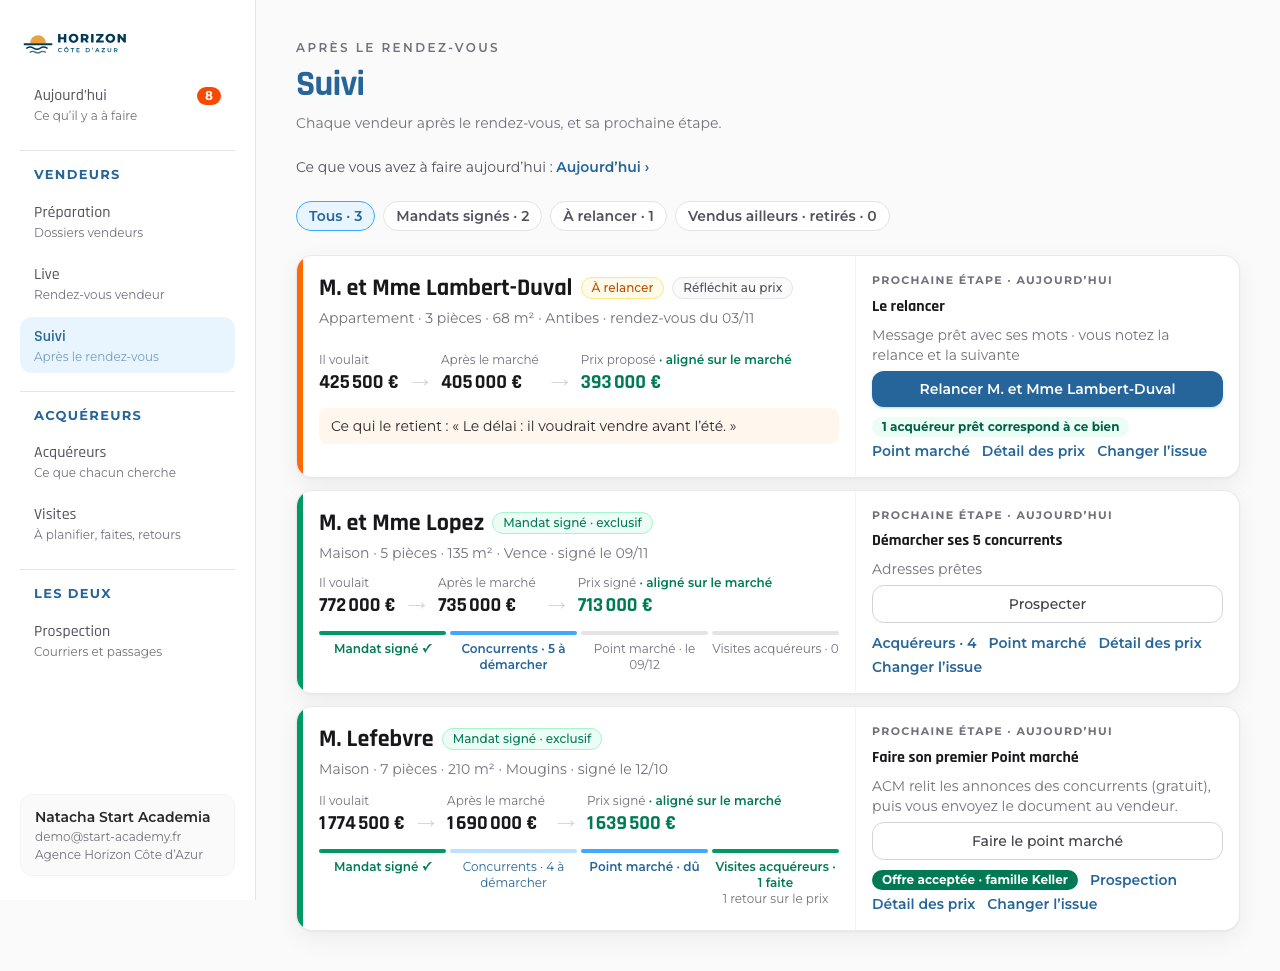 HORIZON
CÔTE D'AZUR
Aujourd’hui
8
Ce qu’il y a à faire
VENDEURS
Préparation
Dossiers vendeurs
Live
Rendez-vous vendeur
Suivi
Après le rendez-vous
ACQUÉREURS
Acquéreurs
Ce que chacun cherche
Visites
À planifier, faites, retours
LES DEUX
Prospection
Courriers et passages
Natacha Start Academia
demo@start-academy.fr
Agence Horizon Côte d’Azur
APRÈS LE RENDEZ-VOUS
Suivi
Chaque vendeur après le rendez-vous, et sa prochaine étape.
Ce que vous avez à faire aujourd’hui : Aujourd’hui ›
Tous · 3
Mandats signés · 2
À relancer · 1
Vendus ailleurs · retirés · 0
M. et Mme Lambert-Duval
À relancer
Réfléchit au prix
Appartement · 3 pièces · 68 m² · Antibes · rendez-vous du 03/11
Il voulait
Après le marché
Prix proposé · aligné sur le marché
425 500 €
→
405 000 €
→
393 000 €
Ce qui le retient : « Le délai : il voudrait vendre avant l’été. »
PROCHAINE ÉTAPE · AUJOURD’HUI
Le relancer
Message prêt avec ses mots · vous notez la
relance et la suivante
Relancer M. et Mme Lambert-Duval
1 acquéreur prêt correspond à ce bien
Point marché
Détail des prix
Changer l’issue
M. et Mme Lopez
Mandat signé · exclusif
Maison · 5 pièces · 135 m² · Vence · signé le 09/11
Il voulait
Après le marché
Prix signé · aligné sur le marché
772 000 €
→
735 000 €
→
713 000 €
Mandat signé ✓
Concurrents · 5 à
démarcher
Point marché · le
09/12
Visites acquéreurs · 0
PROCHAINE ÉTAPE · AUJOURD’HUI
Démarcher ses 5 concurrents
Adresses prêtes
Prospecter
Acquéreurs · 4
Point marché
Détail des prix
Changer l’issue
M. Lefebvre
Mandat signé · exclusif
Maison · 7 pièces · 210 m² · Mougins · signé le 12/10
Il voulait
Après le marché
Prix signé · aligné sur le marché
1 774 500 €
→
1 690 000 €
→
1 639 500 €
Mandat signé ✓
Concurrents · 4 à
démarcher
Point marché · dû
Visites acquéreurs ·
1 faite
1 retour sur le prix
PROCHAINE ÉTAPE · AUJOURD’HUI
Faire son premier Point marché
ACM relit les annonces des concurrents (gratuit),
puis vous envoyez le document au vendeur.
Faire le point marché
Offre acceptée · famille Keller
Prospection
Détail des prix
Changer l’issue